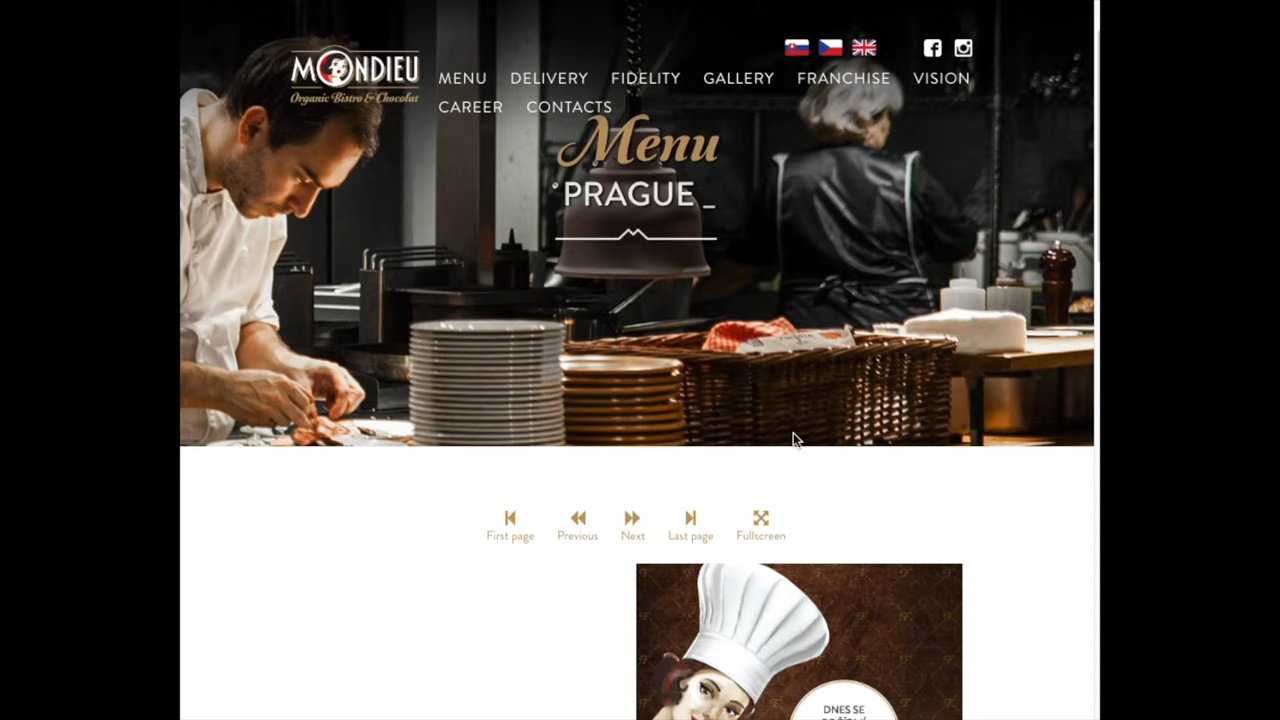 MONDIEU
Organic Bistro & Chocolat
MENU DELIVERY FIDELITY GALLERY FRANCHISE VISION
CAREER CONTACTS
Menu
PRAGUE _
First page Previous Next Last page Fullscreen
DNES SE